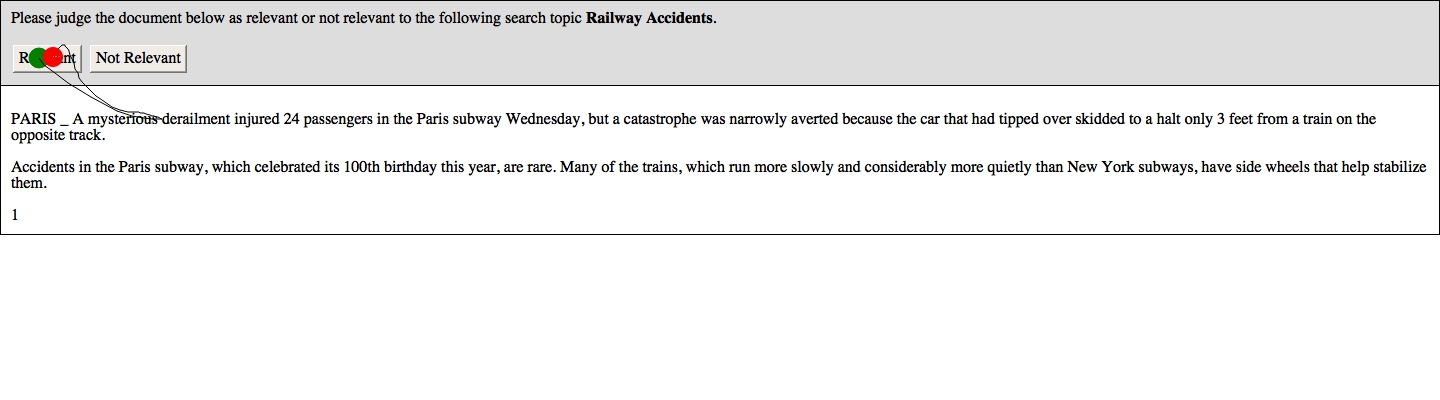 Please judge the document below as relevant or not relevant to the following search topic Railway Accidents.
Not Relevant
PARIS _ A mysterious derailment injured 24 passengers in the Paris subway Wednesday, but a catastrophe was narrowly averted because the car that had tipped over skidded to a halt only 3 feet from a train on the
opposite track.
Accidents in the Paris subway, which celebrated its 100th birthday this year, are rare. Many of the trains, which run more slowly and considerably more quietly than New York subways, have side wheels that help stabilize
them.
1